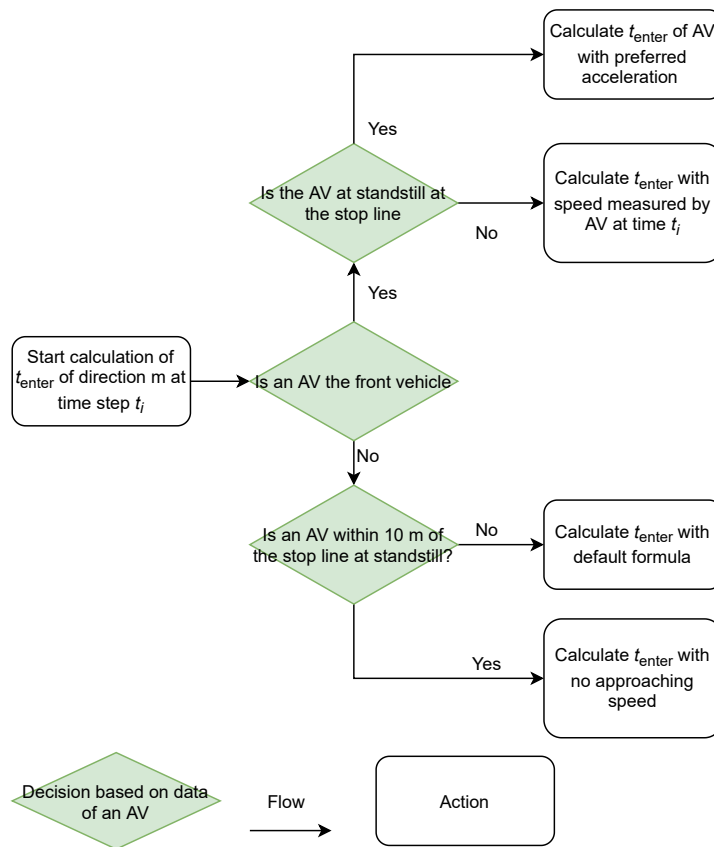 Calculate t_enter of AV
with preferred
acceleration
Yes
Is the AV at standstill at
the stop line
No
Calculate t_enter with
speed measured by
AV at time t_i
Yes
Start calculation of
t_enter of direction m at
time step t_i
Is an AV the front vehicle
No
Is an AV within 10 m of
the stop line at standstill?
No
Calculate t_enter with
default formula
Yes
Calculate t_enter with
no approaching
speed
Decision based on data
of an AV
Flow
Action